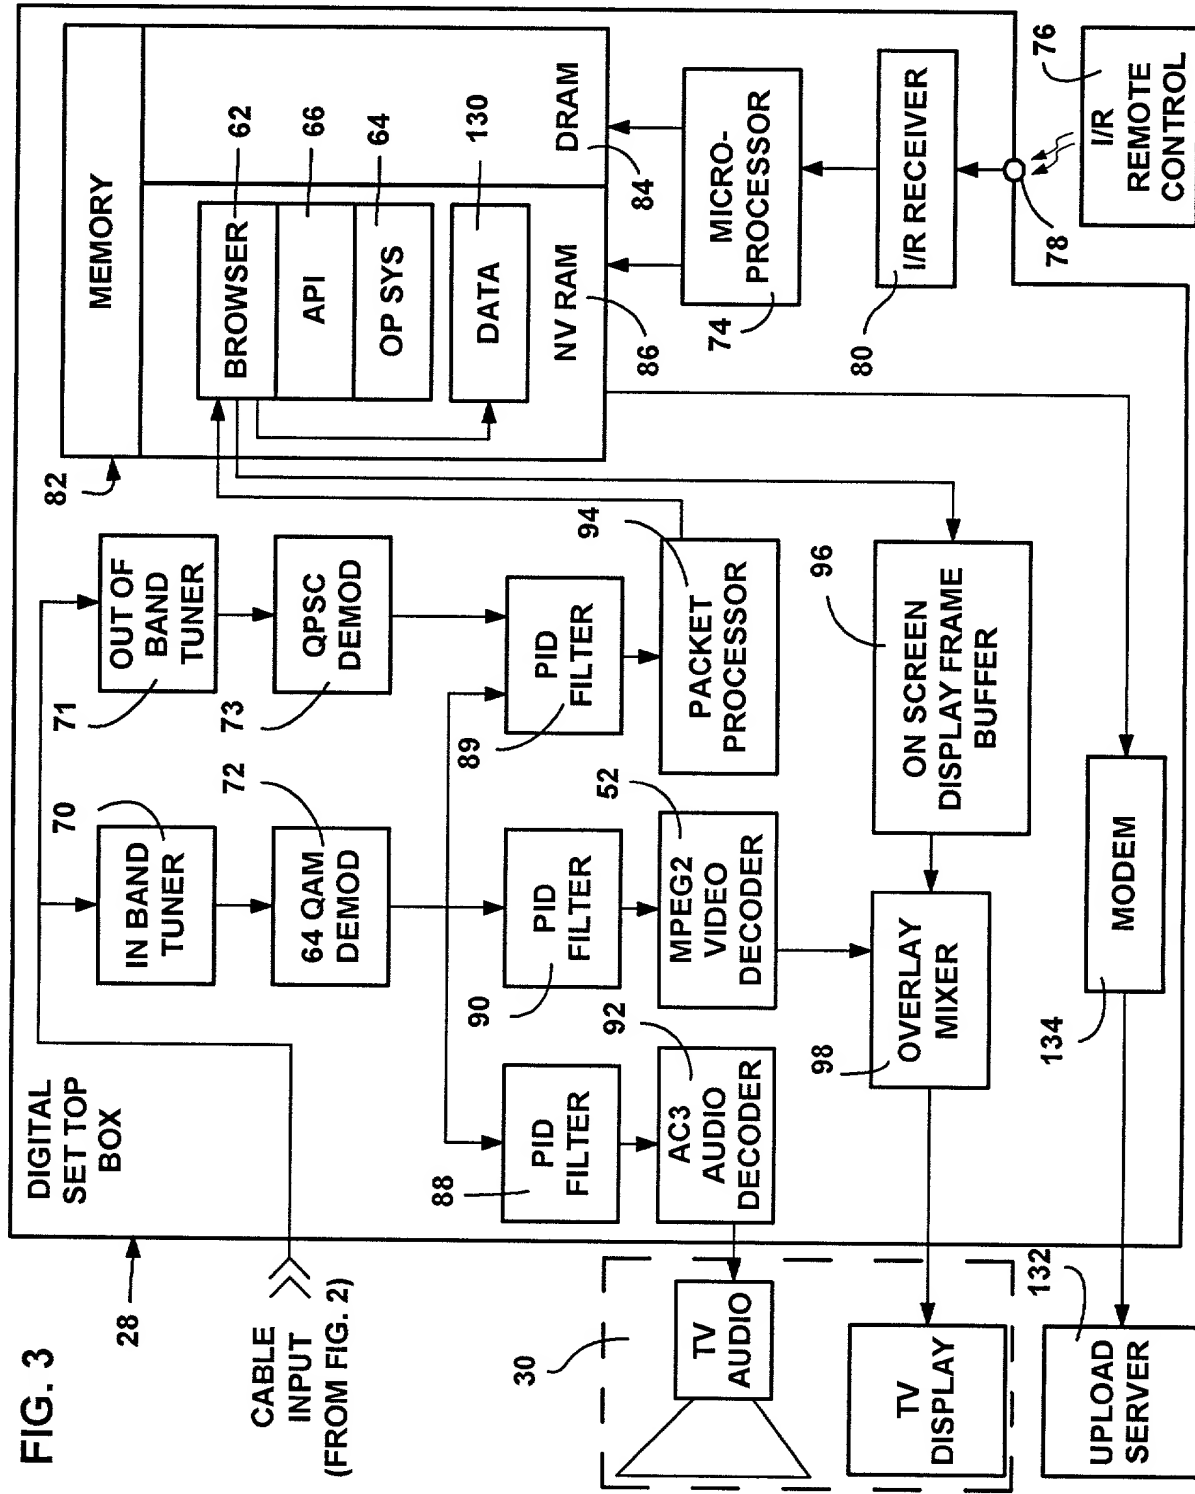 FIG. 3
28
DIGITAL
SET TOP
BOX
CABLE
INPUT
(FROM FIG. 2)
70
IN BAND
TUNER
71
OUT OF
BAND
TUNER
72
64 QAM
DEMOD
73
QPSC
DEMOD
88
PID
FILTER
90
PID
FILTER
89
PID
FILTER
92
AC3
AUDIO
DECODER
52
MPEG2
VIDEO
DECODER
94
PACKET
PROCESSOR
82
MEMORY
BROWSER
62
API
66
OP SYS
64
DATA
130
NV RAM
86
DRAM
84
MICRO-
PROCESSOR
74
I/R RECEIVER
80
78
76
I/R
REMOTE
CONTROL
96
ON SCREEN
DISPLAY FRAME
BUFFER
98
OVERLAY
MIXER
134
MODEM
30
TV
AUDIO
TV
DISPLAY
132
UPLOAD
SERVER